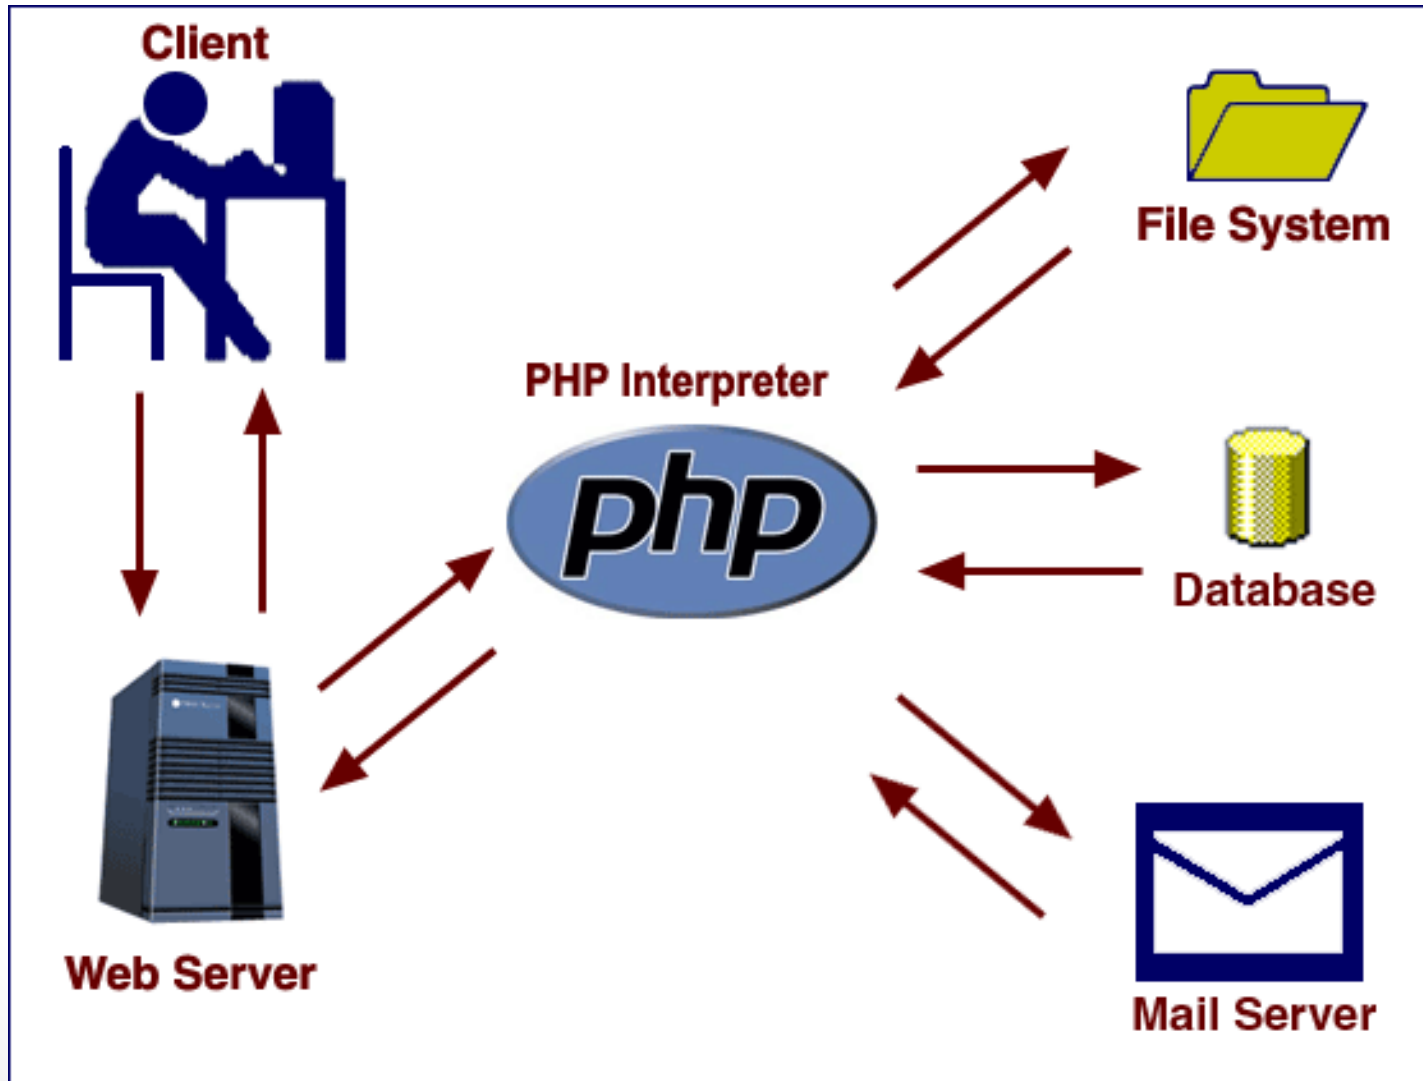 Client
File System
PHP Interpreter
php
Database
Web Server
Mail Server